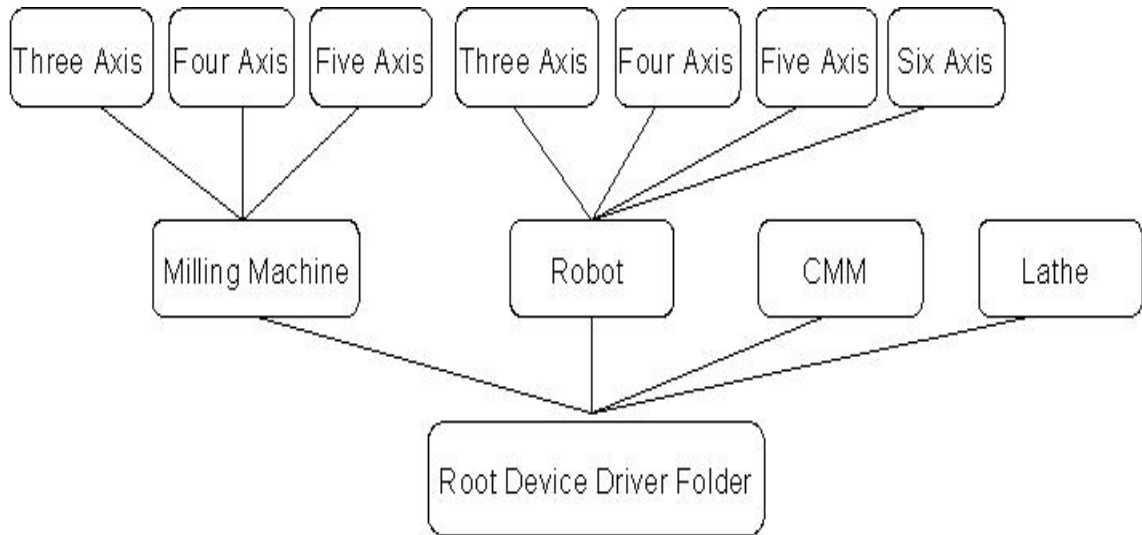 Three Axis
Four Axis
Five Axis
Three Axis
Four Axis
Five Axis
Six Axis
Milling Machine
Robot
CMM
Lathe
Root Device Driver Folder